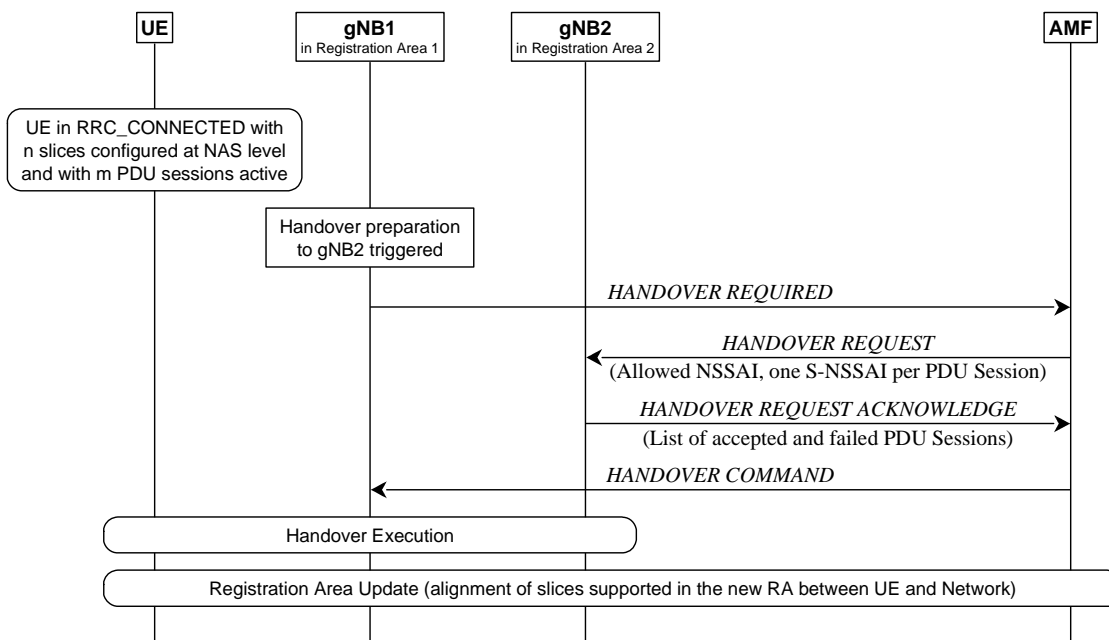 UE
gNB1
in Registration Area 1
gNB2
in Registration Area 2
AMF
UE in RRC_CONNECTED with
n slices configured at NAS level
and with m PDU sessions active
Handover preparation
to gNB2 triggered
HANDOVER REQUIRED
HANDOVER REQUEST
(Allowed NSSAI, one S-NSSAI per PDU Session)
HANDOVER REQUEST ACKNOWLEDGE
(List of accepted and failed PDU Sessions)
HANDOVER COMMAND
Handover Execution
Registration Area Update (alignment of slices supported in the new RA between UE and Network)